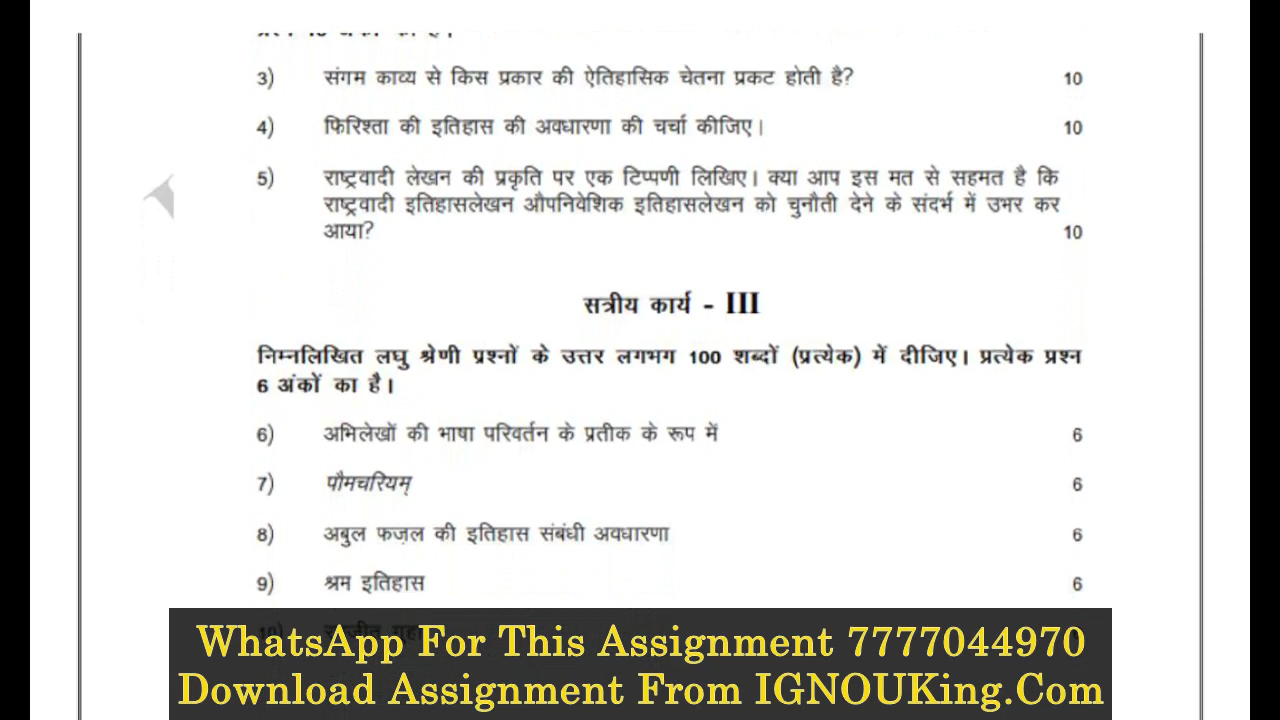 3) संगम काव्य से किस प्रकार की ऐतिहासिक चेतना प्रकट होती है? 10
4) फिरिश्ता की इतिहास की अवधारणा की चर्चा कीजिए। 10
5) राष्ट्रवादी लेखन की प्रकृति पर एक टिप्पणी लिखिए। क्या आप इस मत से सहमत है कि
राष्ट्रवादी इतिहासलेखन औपनिवेशिक इतिहासलेखन को चुनौती देने के संदर्भ में उभर कर
आया? 10
सत्रीय कार्य - III
निम्नलिखित लघु श्रेणी प्रश्नों के उत्तर लगभग 100 शब्दों (प्रत्येक) में दीजिए। प्रत्येक प्रश्न
6 अंकों का है।
6) अभिलेखों की भाषा परिवर्तन के प्रतीक के रूप में 6
7) पौमचरियम् 6
8) अबुल फज़ल की इतिहास संबंधी अवधारणा 6
9) श्रम इतिहास 6
10)
WhatsApp For This Assignment 7777044970
Download Assignment From IGNOUKing.Com